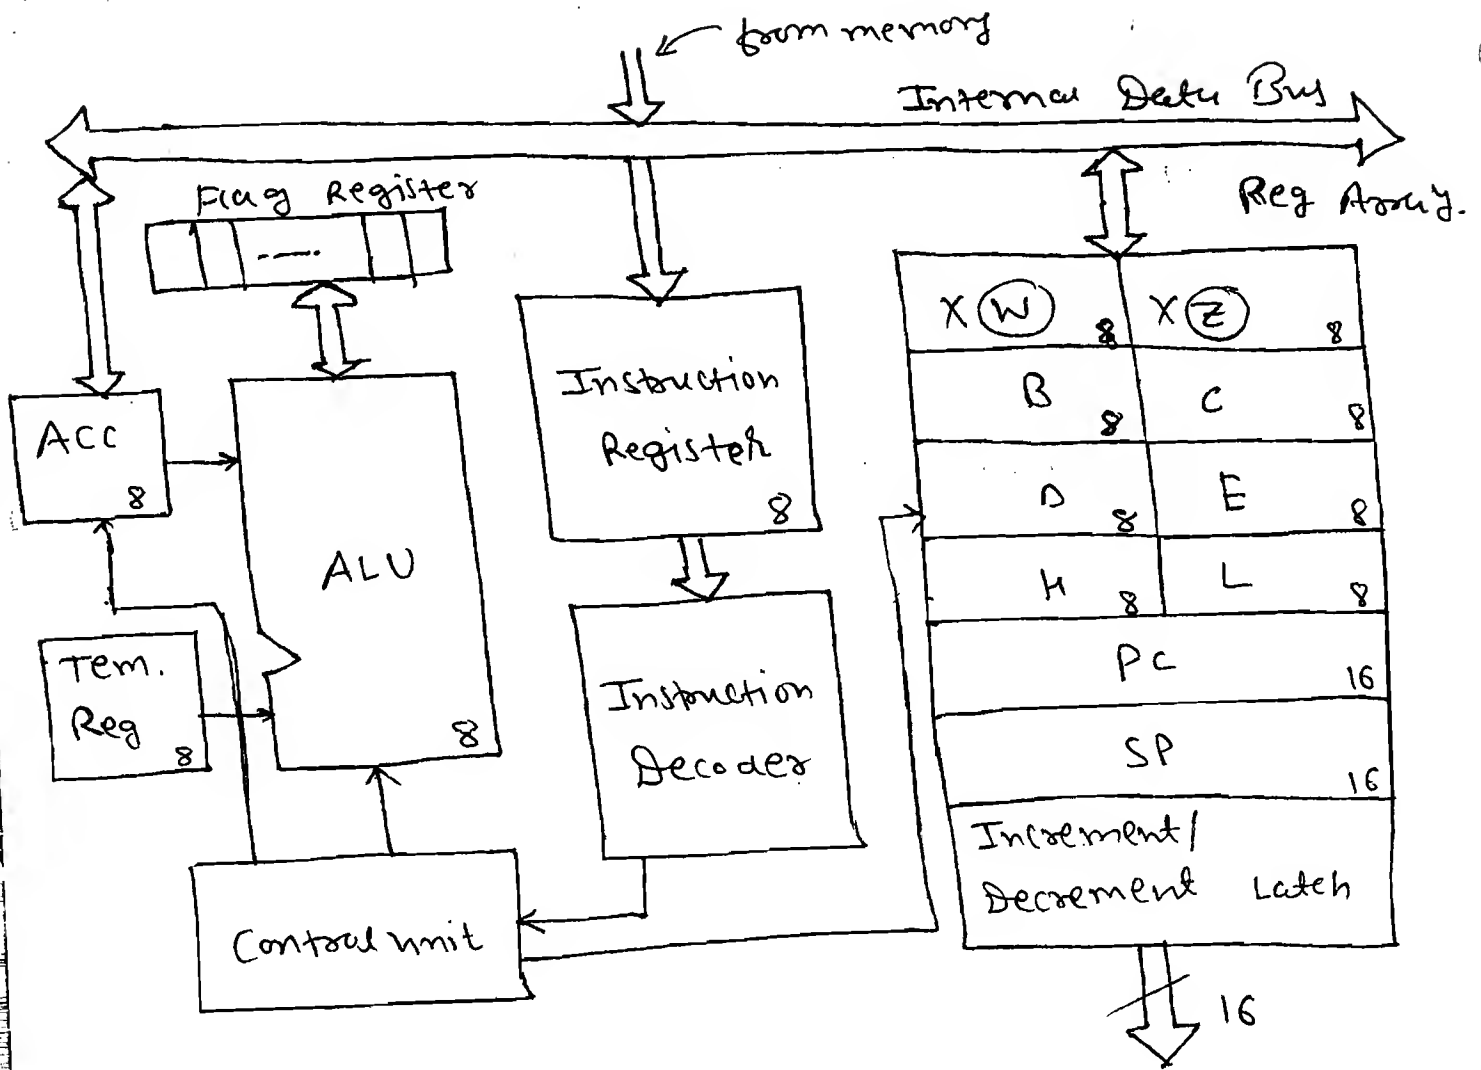 from memory
Internal Data Bus
Flag Register
Reg Array.
X W 8 X Z 8
ACC
8
Instruction
Register
8
B 8 C 8
D 8 E 8
ALU
8
H 8 L 8
Tem.
Reg
8
Instruction
Decoder
PC 16
SP 16
Increment/
Decrement Latch
Control unit
16